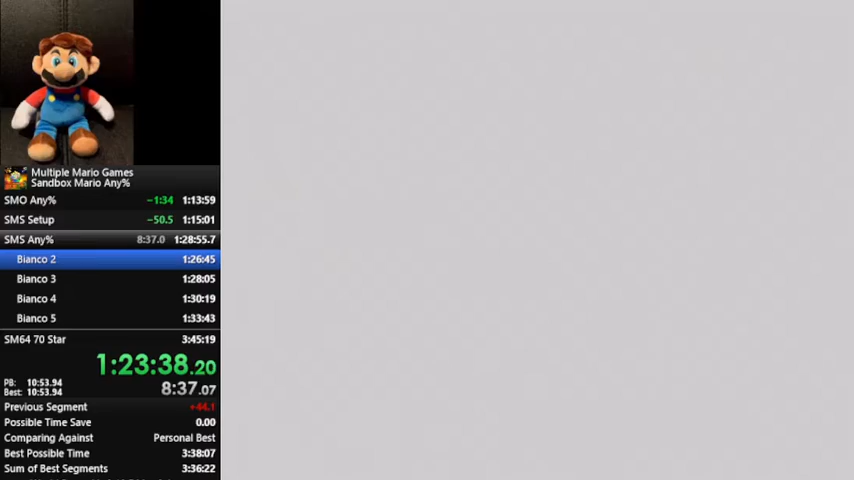 Multiple Mario Games
Sandbox Mario Any%
SMO Any% −1:34 1:13:59
SMS Setup −50.5 1:15:01
SMS Any% 8:37.0 1:28:55.7
Bianco 2 1:26:45
Bianco 3 1:28:05
Bianco 4 1:30:19
Bianco 5 1:33:43
SM64 70 Star 3:45:19
1:23:38.20
PB: 10:53.94
Best: 10:53.94
8:37.07
Previous Segment +44.1
Possible Time Save 0.00
Comparing Against Personal Best
Best Possible Time 3:38:07
Sum of Best Segments 3:36:22